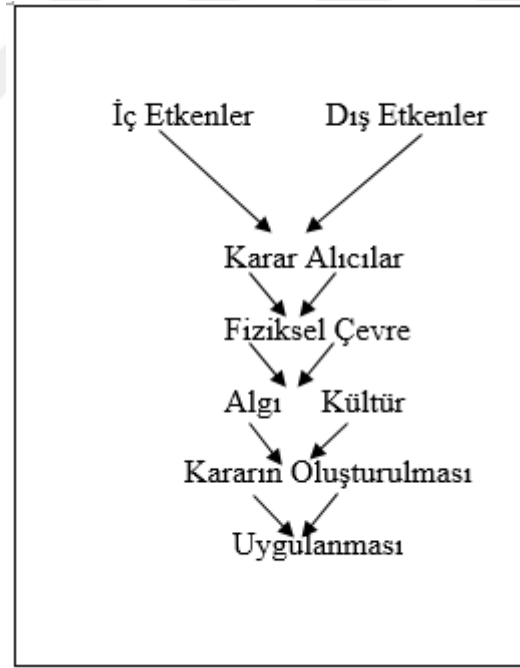 İç Etkenler Dış Etkenler
Karar Alıcılar
Fiziksel Çevre
Algı Kültür
Kararın Oluşturulması
Uygulanması